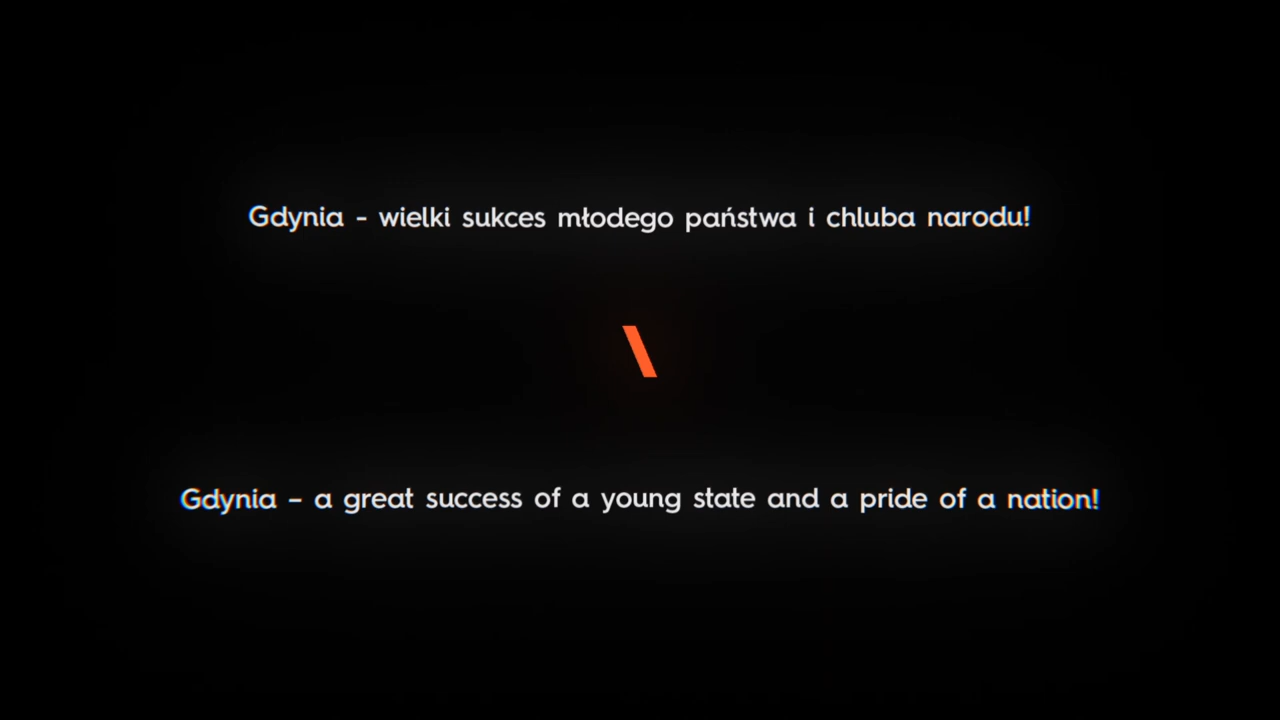 Gdynia - wielki sukces młodego państwa i chluba narodu!
\
Gdynia – a great success of a young state and a pride of a nation!